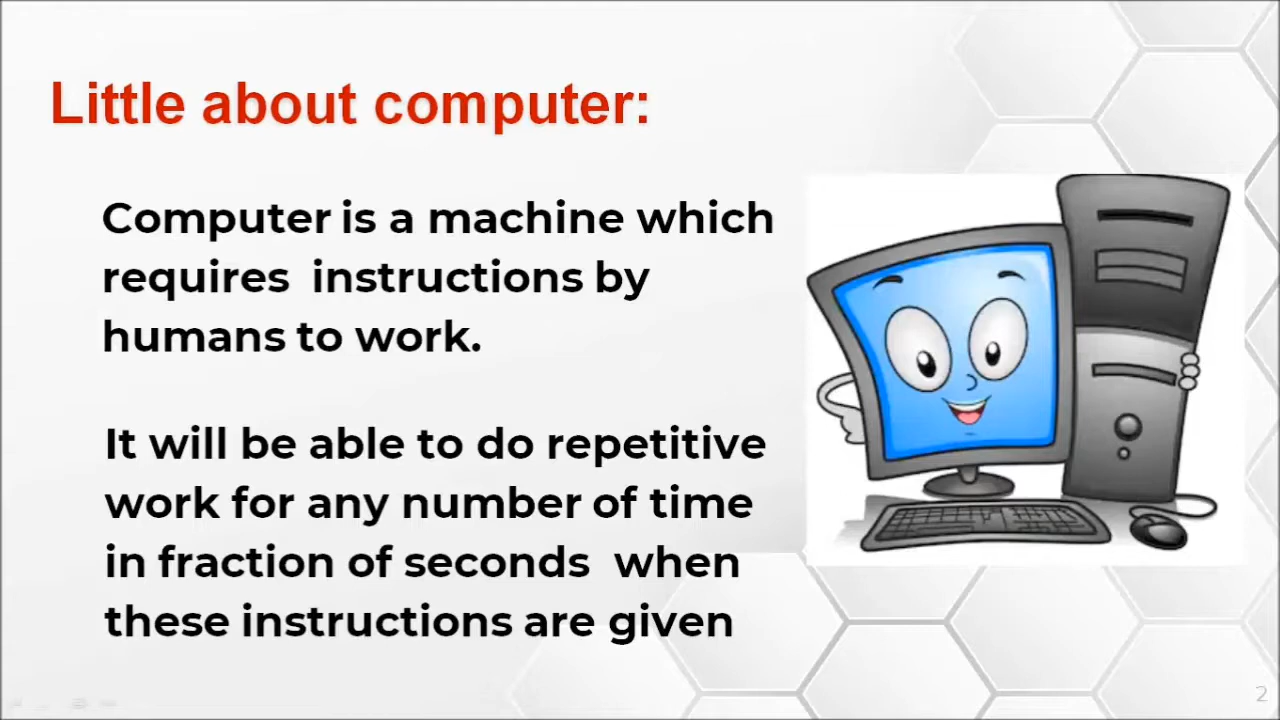 Little about computer:
Computer is a machine which
requires instructions by
humans to work.
It will be able to do repetitive
work for any number of time
in fraction of seconds when
these instructions are given
2